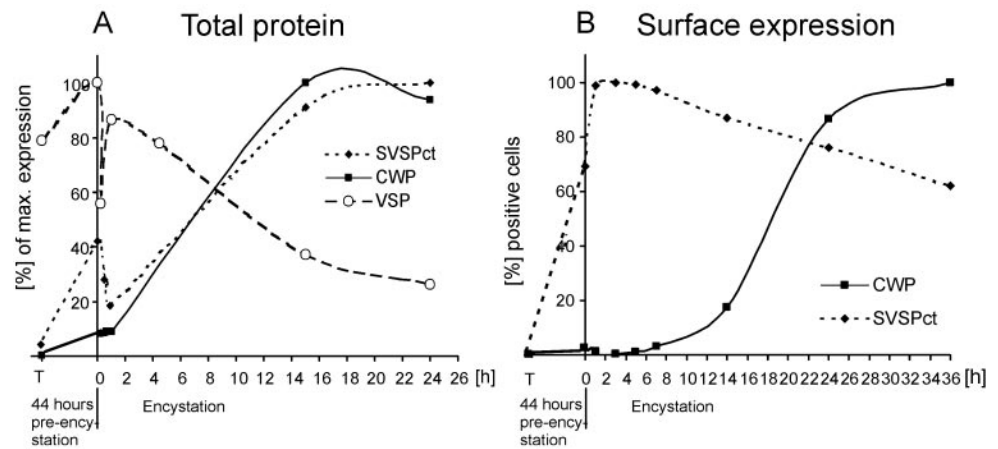 A Total protein
[%] of max. expression
100
80
60
40
20
SVSPct
CWP
VSP
T 0 2 4 6 8 10 12 14 16 18 20 22 24 26 [h]
44 hours
pre-ency-
station
Encystation
B Surface expression
[%] positive cells
100
80
60
40
20
CWP
SVSPct
T 0 2 4 6 8 10 12 14 16 18 20 22 24 26 28 30 32 34 36 [h]
44 hours
pre-ency-
station
Encystation